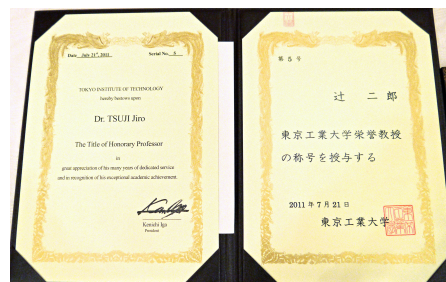 Date July 21st, 2011 Serial No. 5
TOKYO INSTITUTE OF TECHNOLOGY
hereby bestows upon
Dr. TSUJI Jiro
The Title of Honorary Professor
in
great appreciation of his many years of dedicated service
and in recognition of his exceptional academic achievement.
Kenichi Iga
President
第5号
辻 二郎
東京工業大学栄誉教授
の称号を授与する
2011年7月21日
東京工業大学